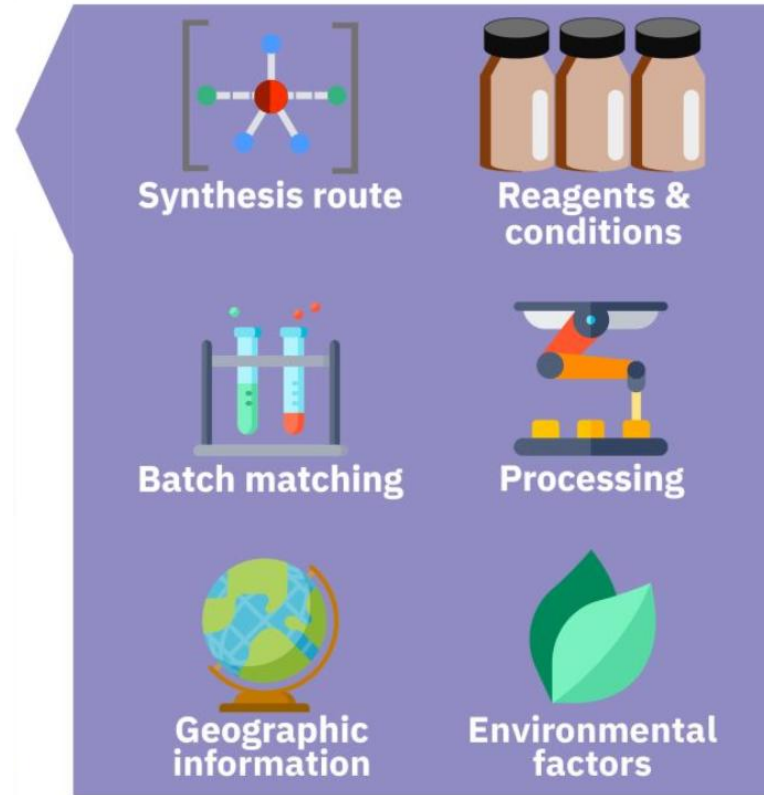 Synthesis route
Reagents &
conditions
Batch matching
Processing
Geographic
information
Environmental
factors